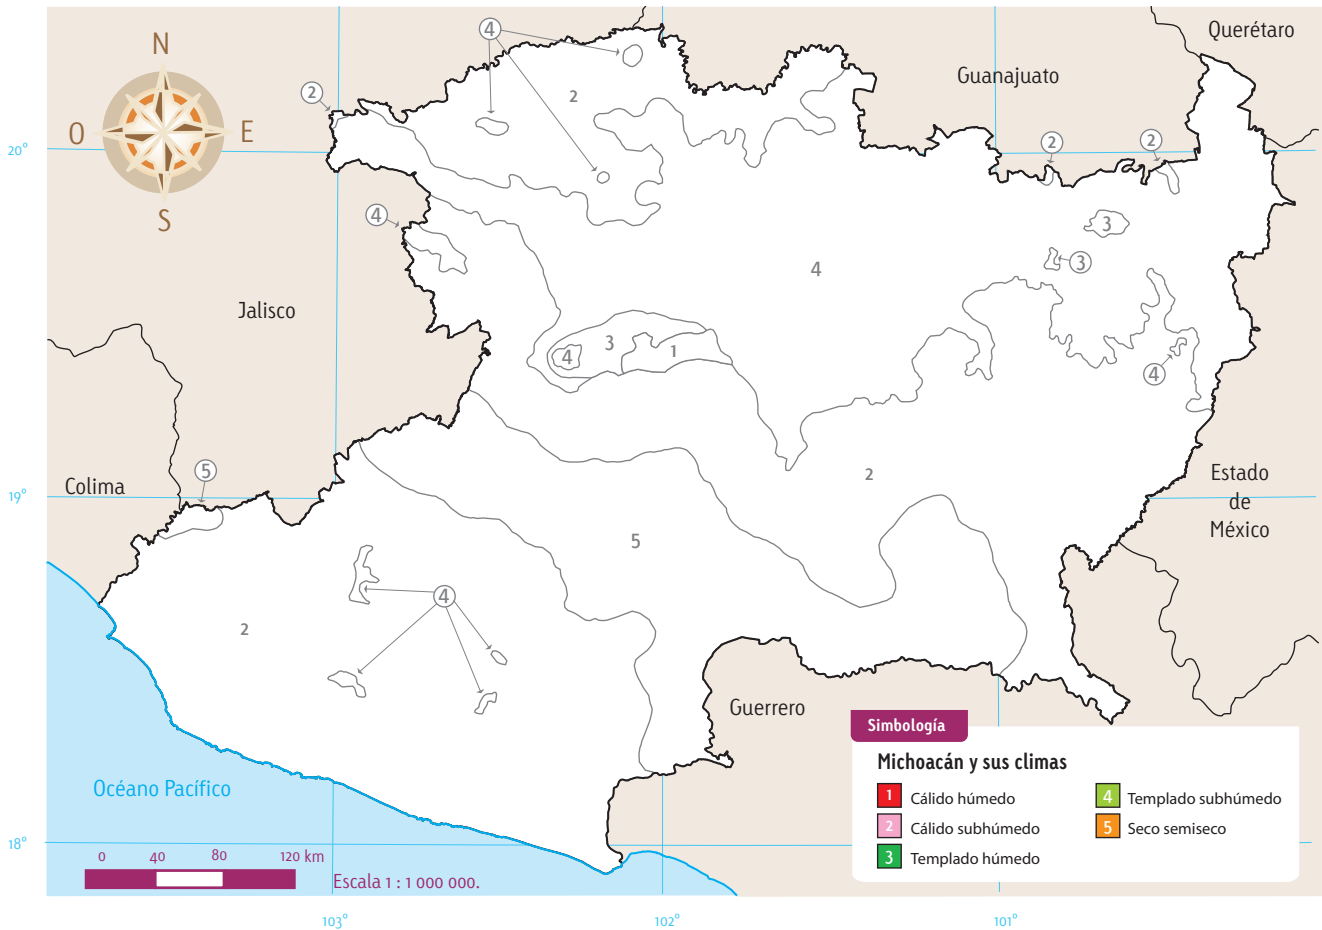 N
O
E
S
Querétaro
Guanajuato
Jalisco
Colima
Estado
de
México
Guerrero
Océano Pacífico
4
2
2
2
2
4
4
3
3
4
3
1
4
2
5
5
4
2
20°
19°
18°
103°
102°
101°
0 40 80 120 km
Escala 1 : 1 000 000.
Simbología
Michoacán y sus climas
1 Cálido húmedo
2 Cálido subhúmedo
3 Templado húmedo
4 Templado subhúmedo
5 Seco semiseco